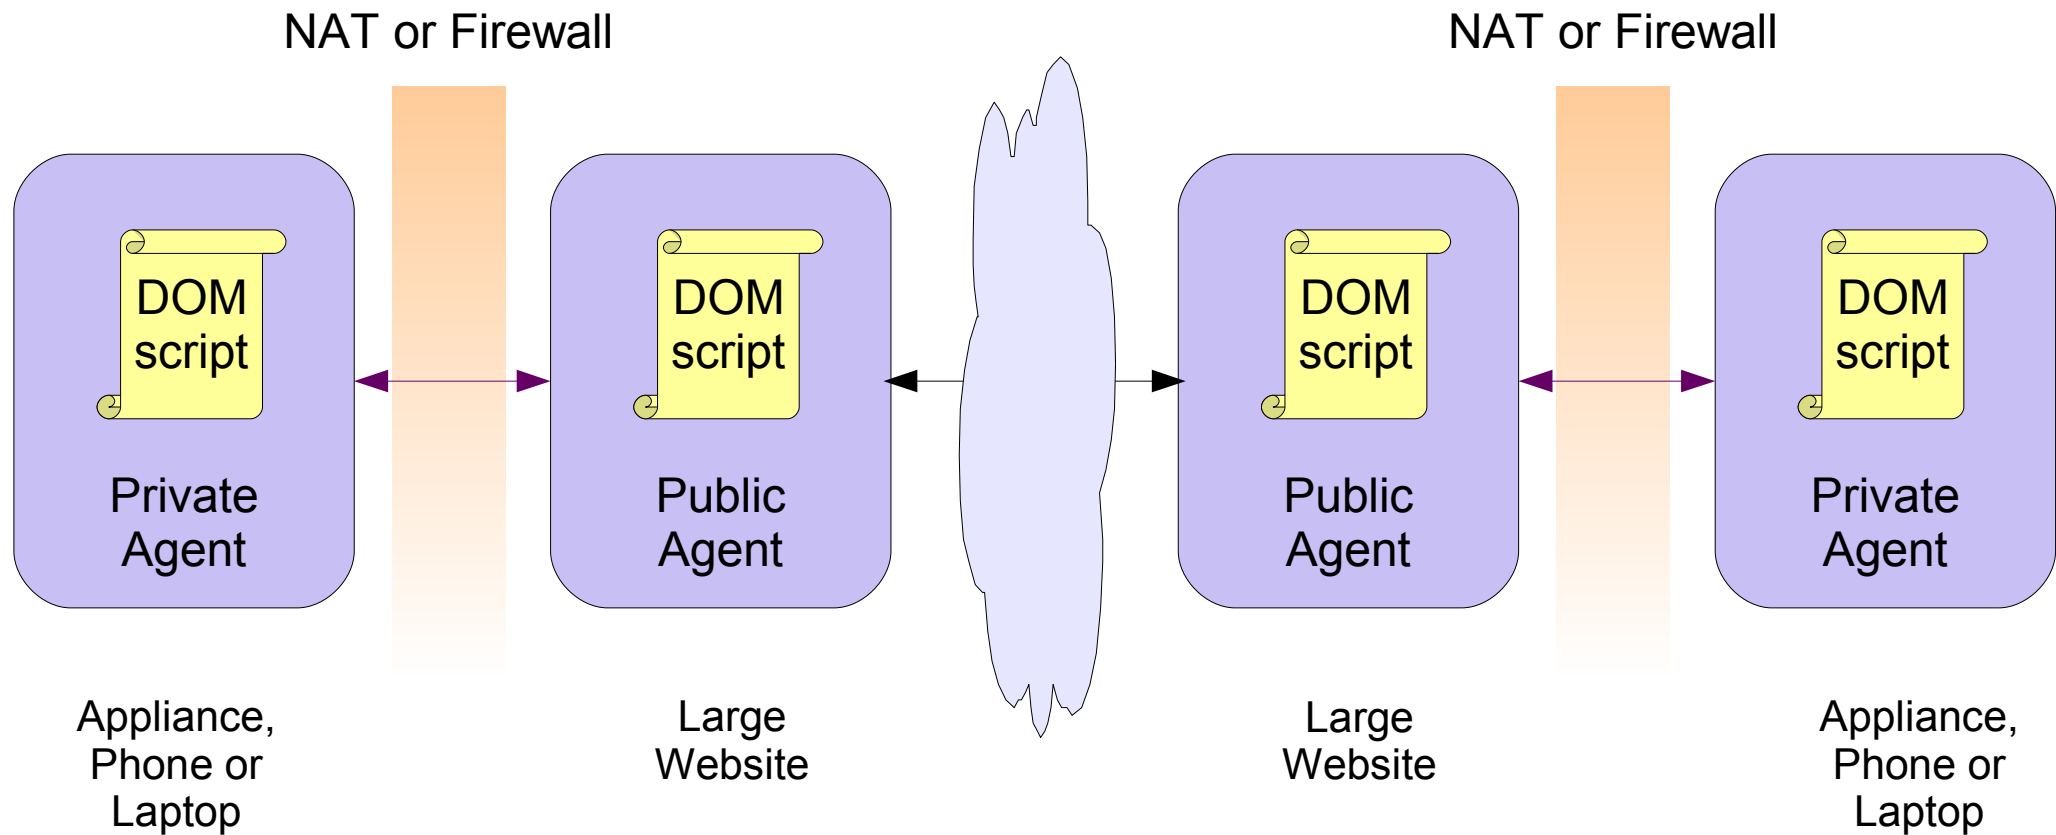 NAT or Firewall
NAT or Firewall
DOM
script
DOM
script
DOM
script
DOM
script
Private
Agent
Public
Agent
Public
Agent
Private
Agent
Appliance,
Phone or
Laptop
Large
Website
Large
Website
Appliance,
Phone or
Laptop